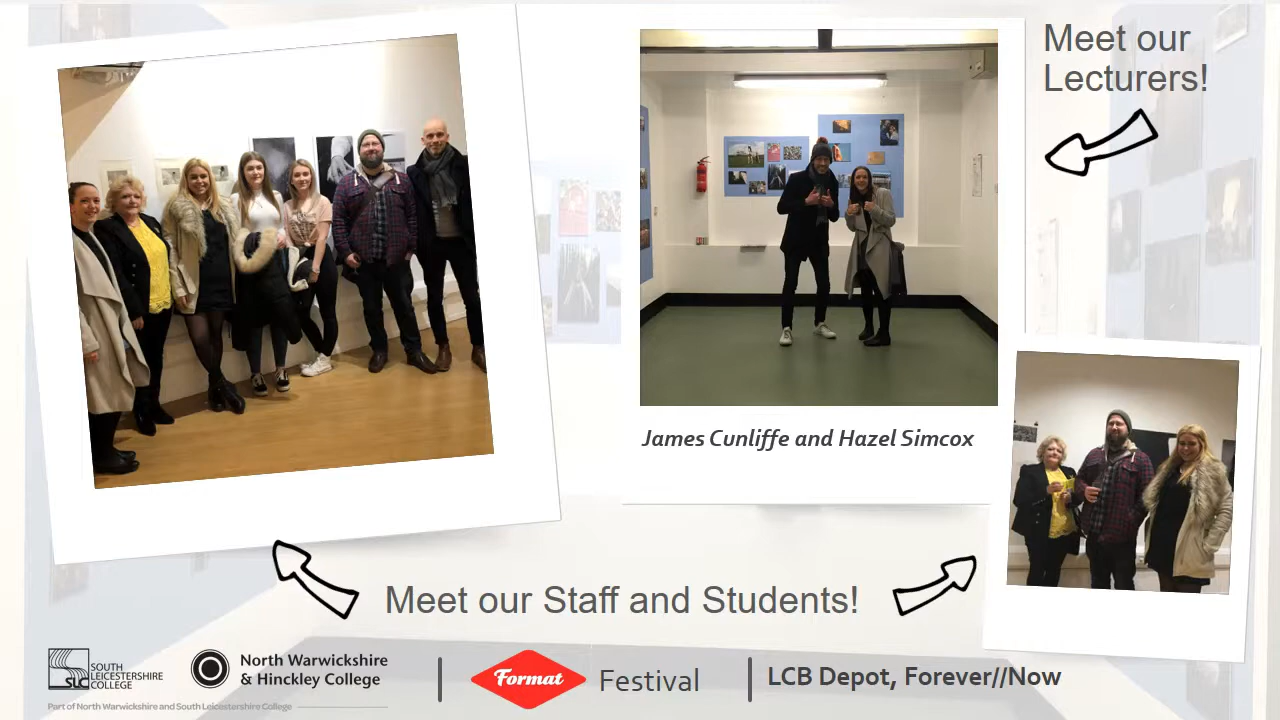 Meet our
Lecturers!
James Cunliffe and Hazel Simcox
Meet our Staff and Students!
SLC
SOUTH
LEICESTERSHIRE
COLLEGE
North Warwickshire
& Hinckley College
Part of North Warwickshire and South Leicestershire College
Format
Festival
LCB Depot, Forever//Now